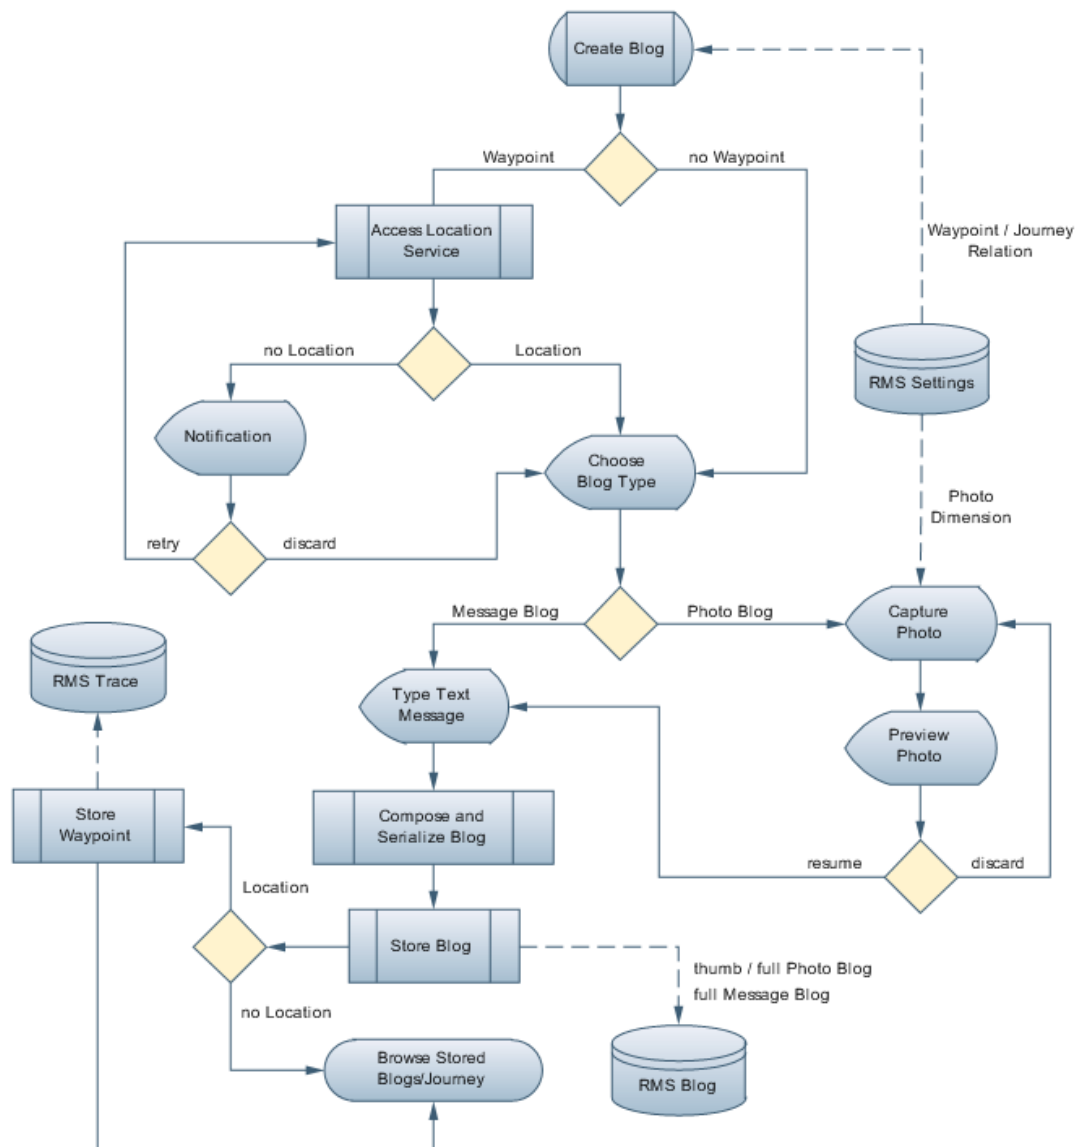 Create Blog
Waypoint
no Waypoint
Access Location
Service
Waypoint / Journey
Relation
no Location
Location
RMS Settings
Notification
Choose
Blog Type
Photo
Dimension
retry
discard
Message Blog
Photo Blog
Capture
Photo
RMS Trace
Type Text
Message
Preview
Photo
Store
Waypoint
Compose and
Serialize Blog
resume
discard
Location
Store Blog
thumb / full Photo Blog
full Message Blog
no Location
Browse Stored
Blogs/Journey
RMS Blog